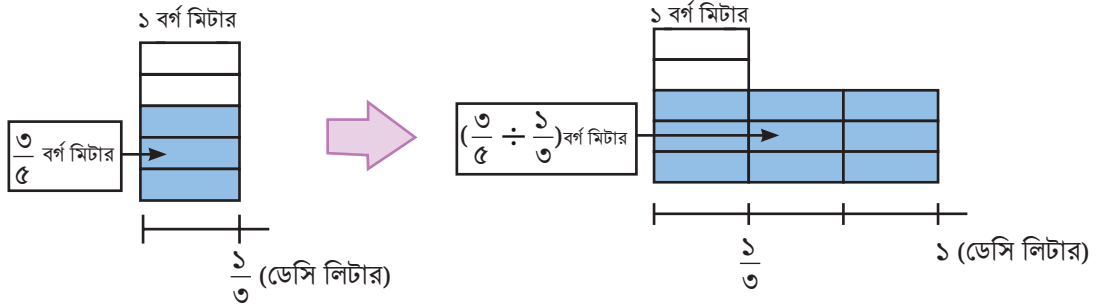 ১ বর্গ মিটার
৩/৫ বর্গ মিটার
১/৩ (ডেসি লিটার)
১ বর্গ মিটার
(৩/৫ ÷ ১/৩) বর্গ মিটার
১/৩
১ (ডেসি লিটার)